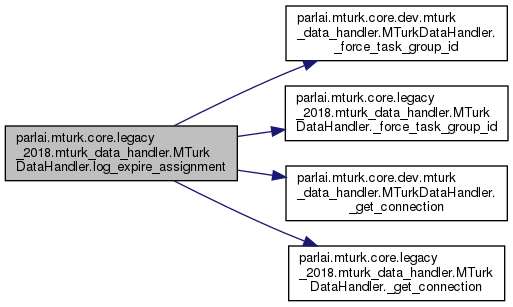 parlai.mturk.core.dev.mturk
_data_handler.MTurkDataHandler.
_force_task_group_id
parlai.mturk.core.legacy
_2018.mturk_data_handler.MTurk
DataHandler._force_task_group_id
parlai.mturk.core.legacy
_2018.mturk_data_handler.MTurk
DataHandler.log_expire_assignment
parlai.mturk.core.dev.mturk
_data_handler.MTurkDataHandler.
_get_connection
parlai.mturk.core.legacy
_2018.mturk_data_handler.MTurk
DataHandler._get_connection